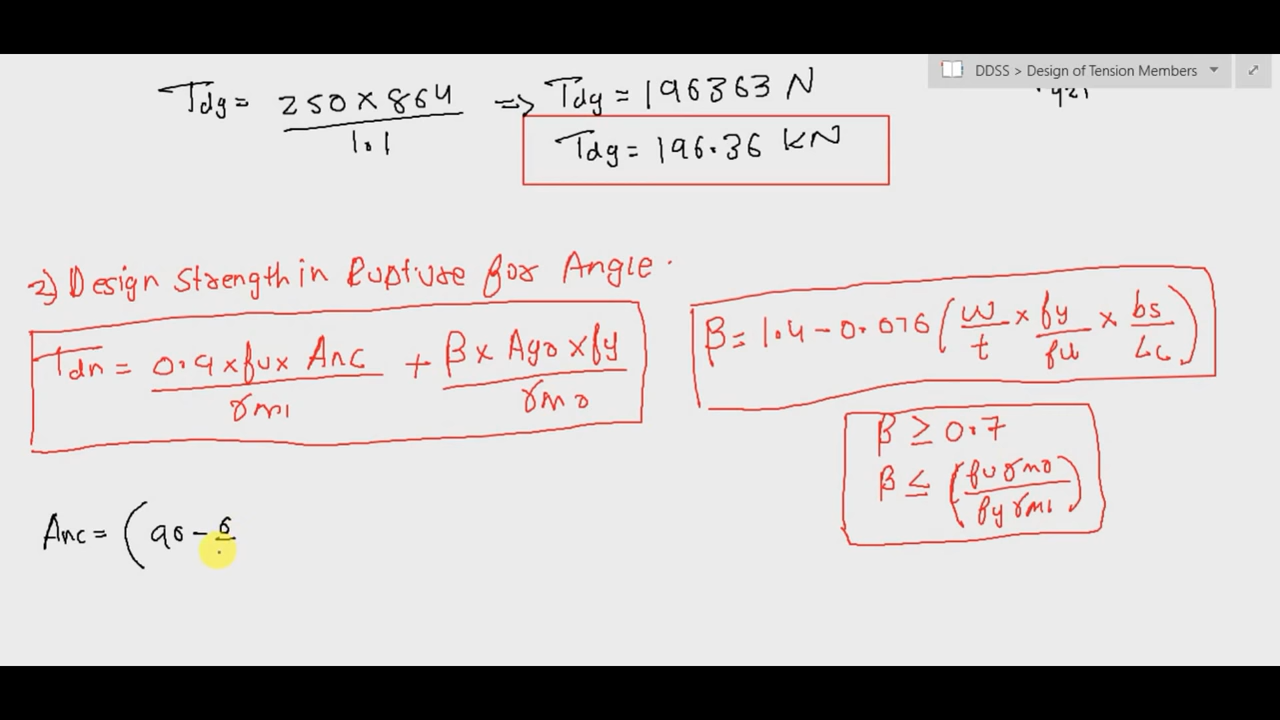 DDSS > Design of Tension Members
Tdg = 250 × 864 / 1.1 => Tdg = 196363 N
Tdg = 196.36 KN
2) Design Strength in Rupture for Angle.
Tdn = 0.9 × fu × Anc / γm1 + β × Ago × fy / γm0
β = 1.4 - 0.076 ( w/t × fy/fu × bs/Lc )
β ≥ 0.7
β ≤ ( fu γm0 / fy γm1 )
Anc = ( 90 - 6